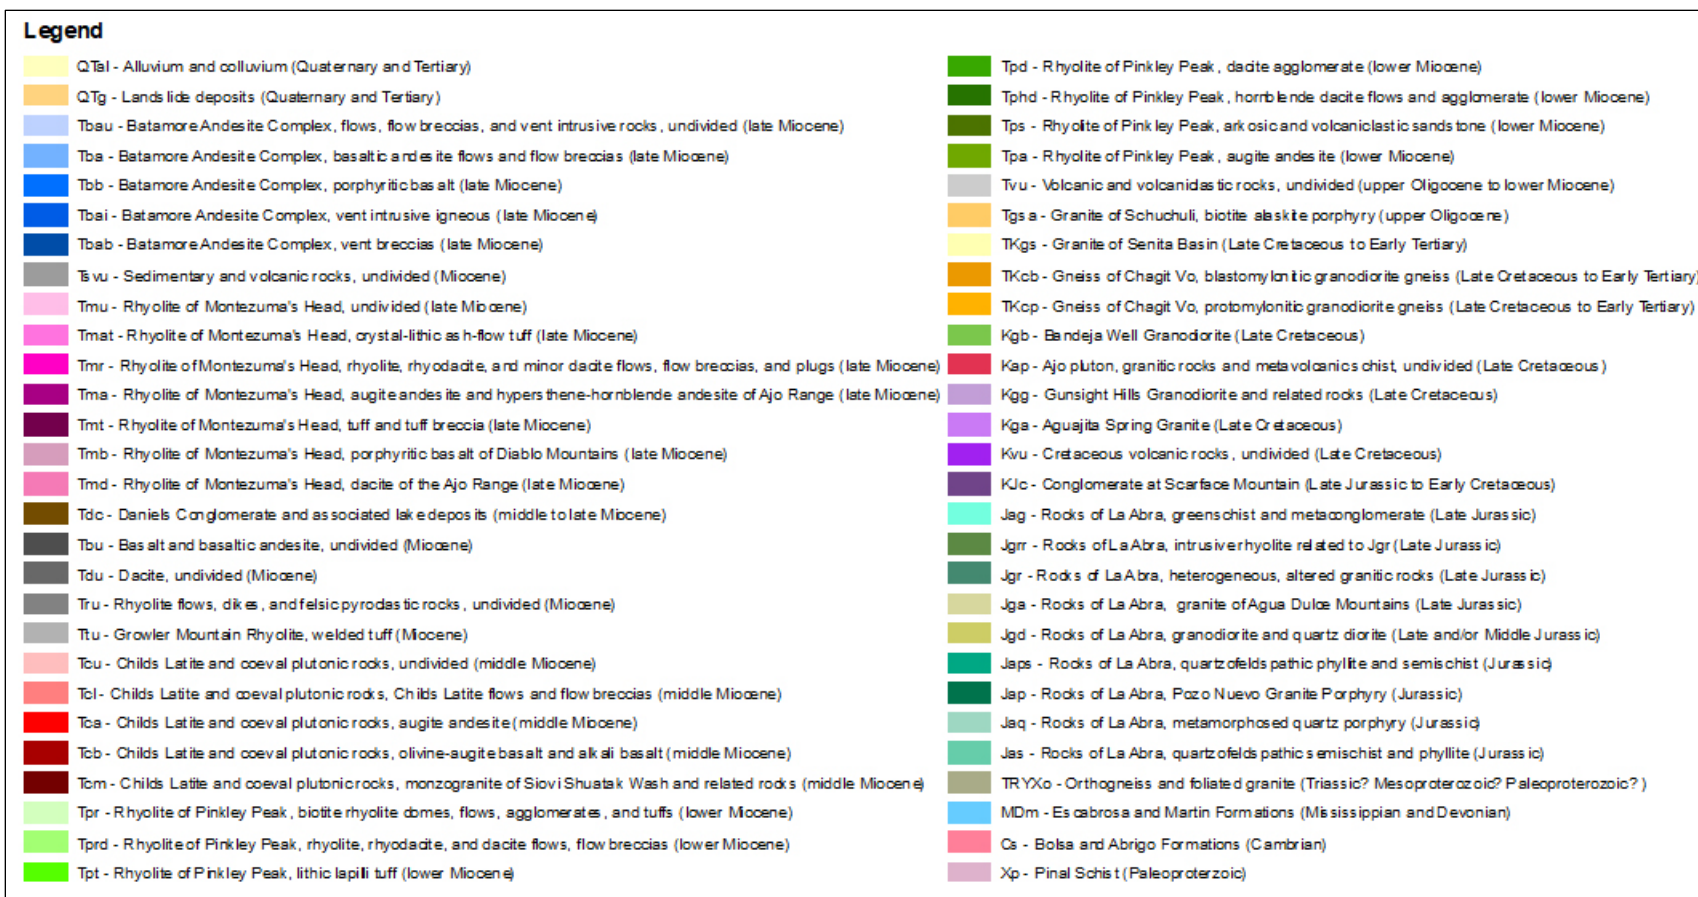 Legend
QTal - Alluvium and colluvium (Quaternary and Tertiary)
QTg - Landslide deposits (Quaternary and Tertiary)
Tbau - Batamore Andesite Complex, flows, flow breccias, and vent intrusive rocks, undivided (late Miocene)
Tba - Batamore Andesite Complex, basaltic andesite flows and flow breccias (late Miocene)
Tbb - Batamore Andesite Complex, porphyritic basalt (late Miocene)
Tbai - Batamore Andesite Complex, vent intrusive igneous (late Miocene)
Tbab - Batamore Andesite Complex, vent breccias (late Miocene)
Tsvu - Sedimentary and volcanic rocks, undivided (Miocene)
Tmu - Rhyolite of Montezuma's Head, undivided (late Miocene)
Tmat - Rhyolite of Montezuma's Head, crystal-lithic ash-flow tuff (late Miocene)
Tmr - Rhyolite of Montezuma's Head, rhyolite, rhyodacite, and minor dacite flows, flow breccias, and plugs (late Miocene)
Tma - Rhyolite of Montezuma's Head, augite andesite and hypersthene-hornblende andesite of Ajo Range (late Miocene)
Tmt - Rhyolite of Montezuma's Head, tuff and tuff breccia (late Miocene)
Tmb - Rhyolite of Montezuma's Head, porphyritic basalt of Diablo Mountains (late Miocene)
Tmd - Rhyolite of Montezuma's Head, dacite of the Ajo Range (late Miocene)
Tdc - Daniels Conglomerate and associated lake deposits (middle to late Miocene)
Tbu - Basalt and basaltic andesite, undivided (Miocene)
Tdu - Dacite, undivided (Miocene)
Tru - Rhyolite flows, dikes, and felsic pyroclastic rocks, undivided (Miocene)
Ttu - Growler Mountain Rhyolite, welded tuff (Miocene)
Tcu - Childs Latite and coeval plutonic rocks, undivided (middle Miocene)
Tcl - Childs Latite and coeval plutonic rocks, Childs Latite flows and flow breccias (middle Miocene)
Tca - Childs Latite and coeval plutonic rocks, augite andesite (middle Miocene)
Tcb - Childs Latite and coeval plutonic rocks, olivine-augite basalt and alkali basalt (middle Miocene)
Tcm - Childs Latite and coeval plutonic rocks, monzogranite of Siovi Shuatak Wash and related rocks (middle Miocene)
Tpr - Rhyolite of Pinkley Peak, biotite rhyolite domes, flows, agglomerates, and tuffs (lower Miocene)
Tprd - Rhyolite of Pinkley Peak, rhyolite, rhyodacite, and dacite flows, flow breccias (lower Miocene)
Tpt - Rhyolite of Pinkley Peak, lithic lapilli tuff (lower Miocene)
Tpd - Rhyolite of Pinkley Peak, dacite agglomerate (lower Miocene)
Tphd - Rhyolite of Pinkley Peak, hornblende dacite flows and agglomerate (lower Miocene)
Tps - Rhyolite of Pinkley Peak, arkosic and volcaniclastic sandstone (lower Miocene)
Tpa - Rhyolite of Pinkley Peak, augite andesite (lower Miocene)
Tvu - Volcanic and volcaniclastic rocks, undivided (upper Oligocene to lower Miocene)
Tgsa - Granite of Schuchuli, biotite alaskite porphyry (upper Oligocene)
TKgs - Granite of Senita Basin (Late Cretaceous to Early Tertiary)
TKcb - Gneiss of Chagit Vo, blastomylonitic granodiorite gneiss (Late Cretaceous to Early Tertiary)
TKcp - Gneiss of Chagit Vo, protomylonitic granodiorite gneiss (Late Cretaceous to Early Tertiary)
Kgb - Bandeja Well Granodiorite (Late Cretaceous)
Kap - Ajo pluton, granitic rocks and metavolcanic schist, undivided (Late Cretaceous)
Kgg - Gunsight Hills Granodiorite and related rocks (Late Cretaceous)
Kga - Aguajita Spring Granite (Late Cretaceous)
Kvu - Cretaceous volcanic rocks, undivided (Late Cretaceous)
KJc - Conglomerate at Scarface Mountain (Late Jurassic to Early Cretaceous)
Jag - Rocks of La Abra, greenschist and metaconglomerate (Late Jurassic)
Jgrr - Rocks of La Abra, intrusive rhyolite related to Jgr (Late Jurassic)
Jgr - Rocks of La Abra, heterogeneous, altered granitic rocks (Late Jurassic)
Jga - Rocks of La Abra, granite of Agua Dulce Mountains (Late Jurassic)
Jgd - Rocks of La Abra, granodiorite and quartz diorite (Late and/or Middle Jurassic)
Japs - Rocks of La Abra, quartzofeldspathic phyllite and semischist (Jurassic)
Jap - Rocks of La Abra, Pozo Nuevo Granite Porphyry (Jurassic)
Jaq - Rocks of La Abra, metamorphosed quartz porphyry (Jurassic)
Jas - Rocks of La Abra, quartzofeldspathic semischist and phyllite (Jurassic)
TRYXo - Orthogneiss and foliated granite (Triassic? Mesoproterozoic? Paleoproterozoic? )
MDm - Escabrosa and Martin Formations (Mississippian and Devonian)
Cs - Bolsa and Abrigo Formations (Cambrian)
Xp - Pinal Schist (Paleoproterzoic)